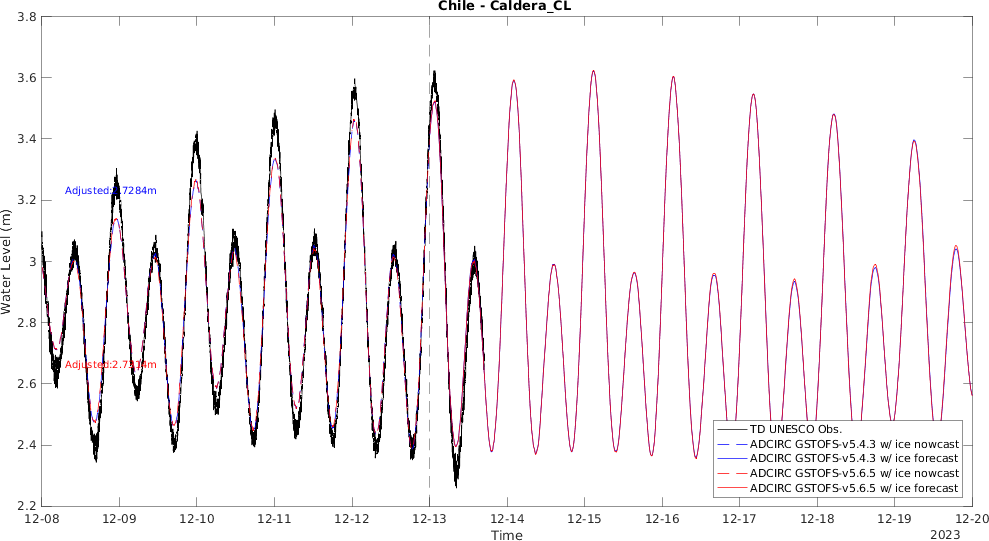 Chile - Caldera_CL
3.8
3.6
3.4
3.2
3
2.8
2.6
2.4
2.2
Water Level (m)
Adjusted:2.7284m
Adjusted:2.7314m
TD UNESCO Obs.
ADCIRC GSTOFS-v5.4.3 w/ ice nowcast
ADCIRC GSTOFS-v5.4.3 w/ ice forecast
ADCIRC GSTOFS-v5.6.5 w/ ice nowcast
ADCIRC GSTOFS-v5.6.5 w/ ice forecast
12-08 12-09 12-10 12-11 12-12 12-13 12-14 12-15 12-16 12-17 12-18 12-19 12-20
Time
2023